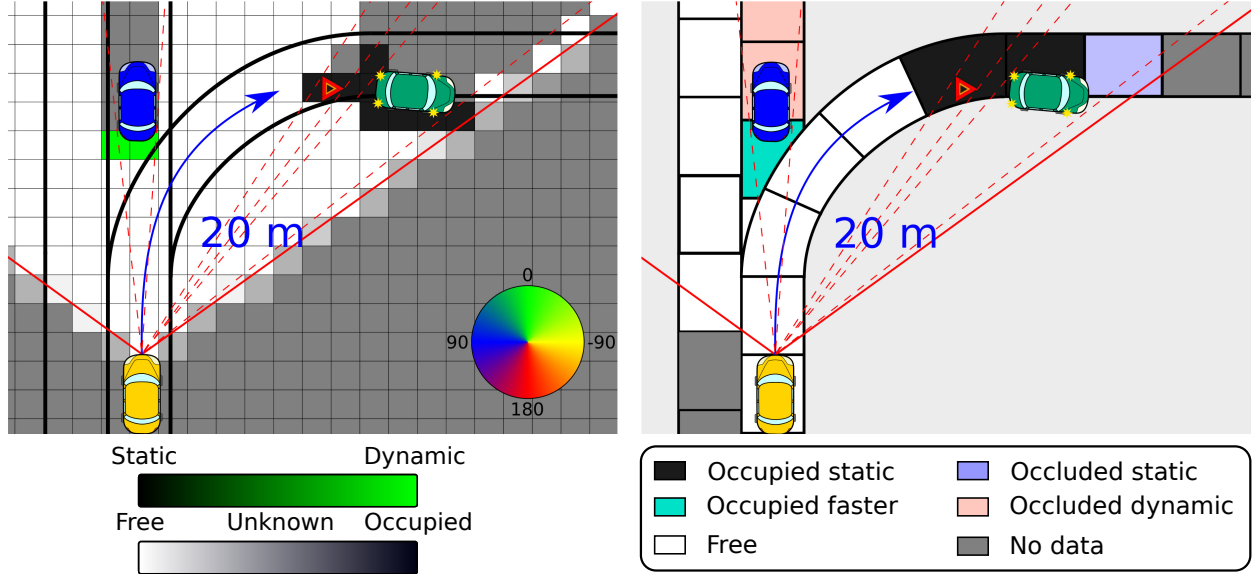 20 m
0
90
-90
180
Static
Dynamic
Free
Unknown
Occupied
20 m
Occupied static
Occluded static
Occupied faster
Occluded dynamic
Free
No data